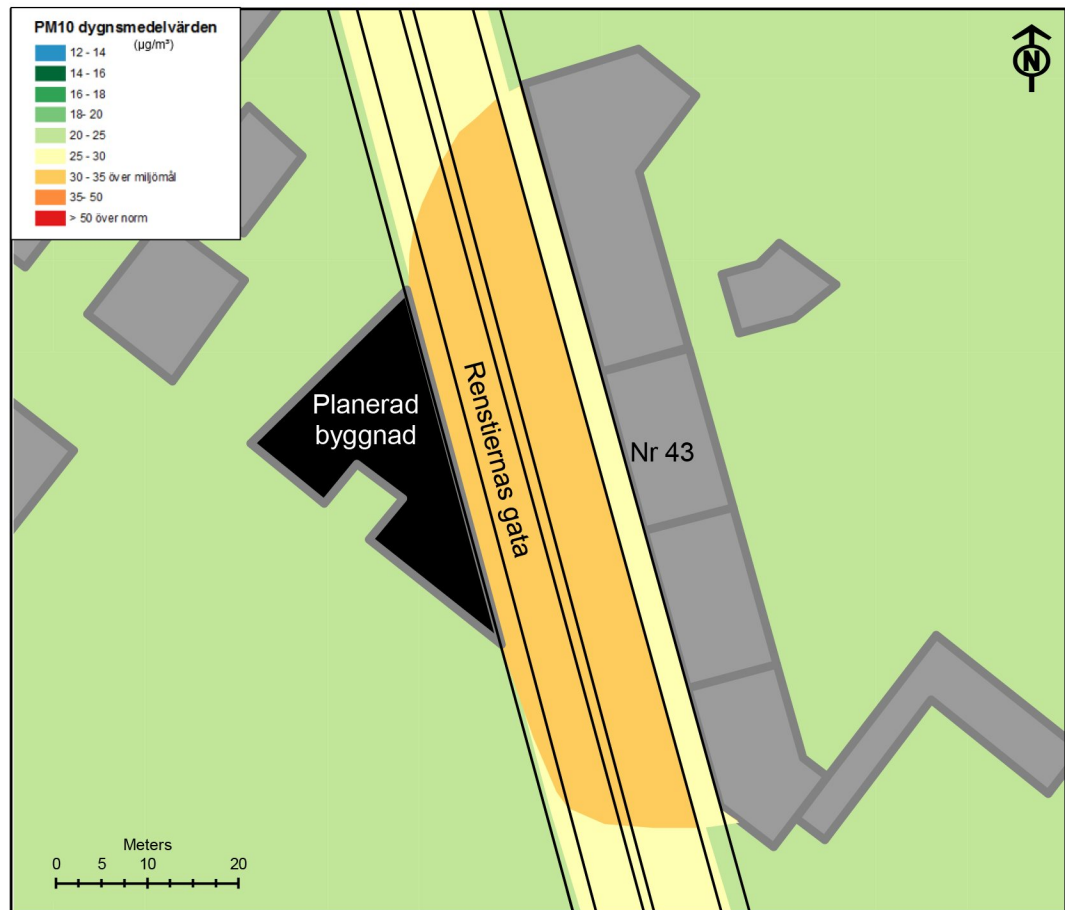 PM10 dygnsmedelvärden
(µg/m³)
12 - 14
14 - 16
16 - 18
18- 20
20 - 25
25 - 30
30 - 35 över miljömål
35- 50
> 50 över norm
N
Planerad
byggnad
Renstiernas gata
Nr 43
Meters
0 5 10 20